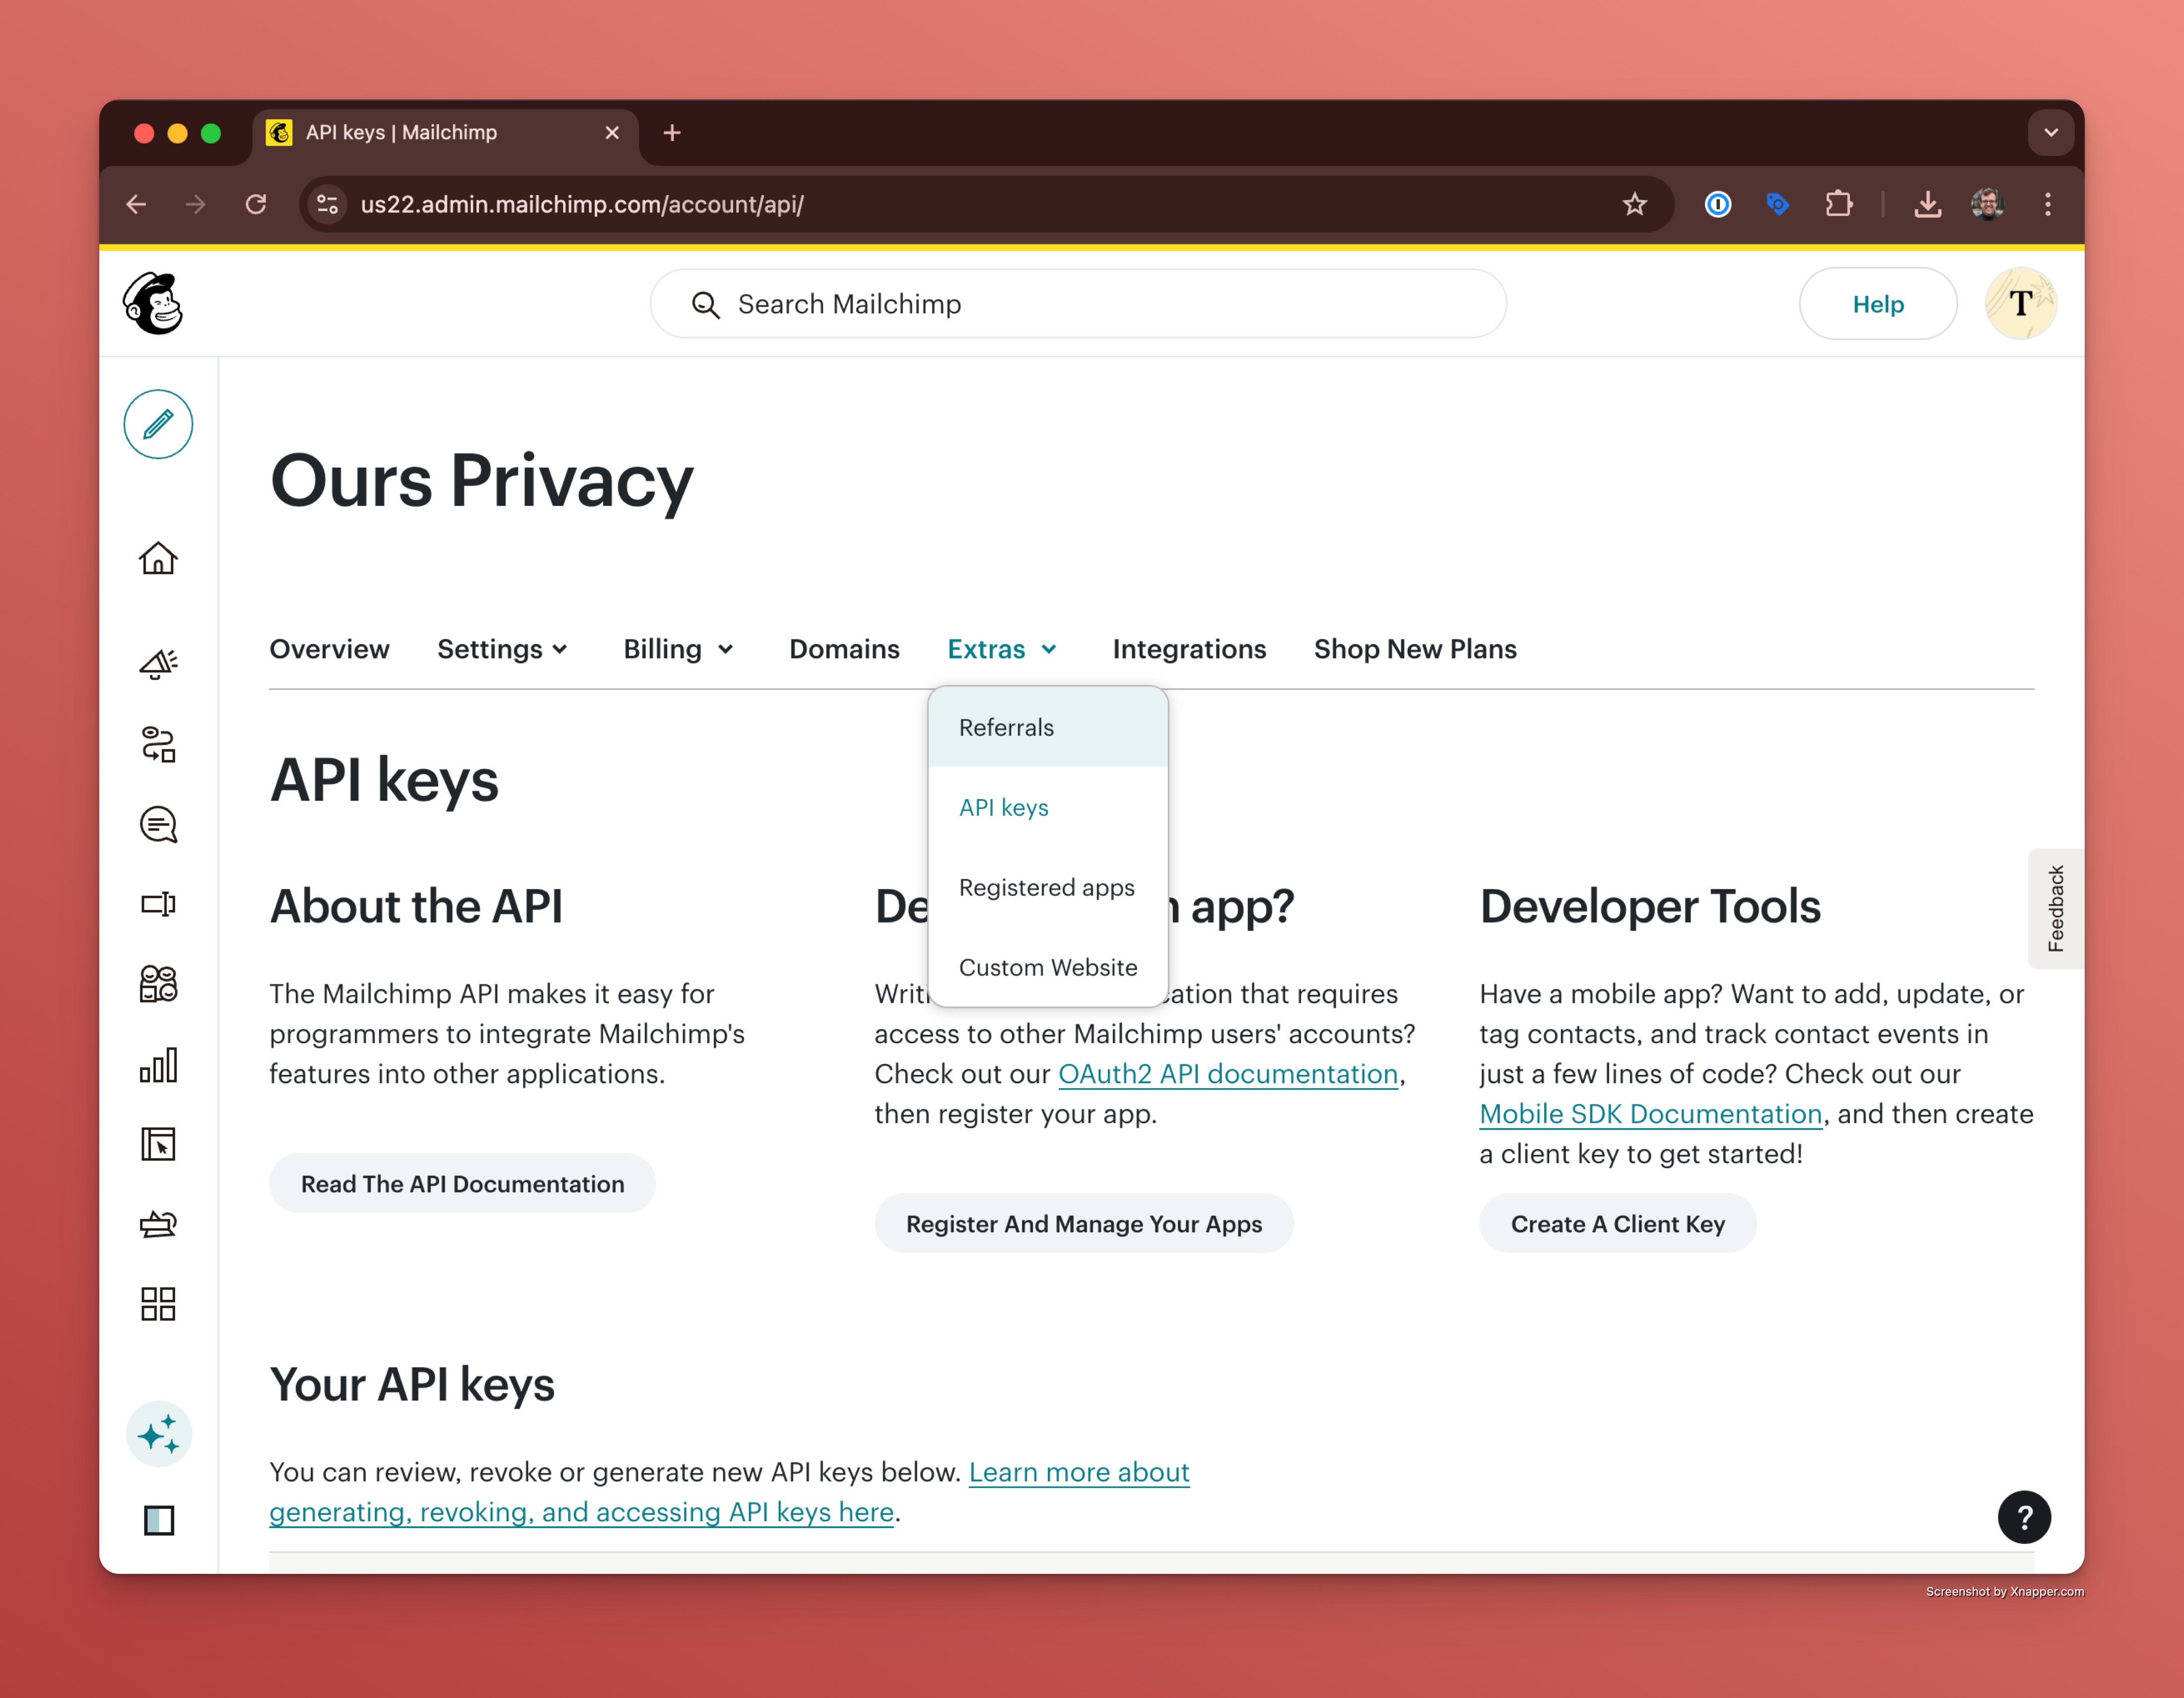 API keys | Mailchimp
us22.admin.mailchimp.com/account/api/
Search Mailchimp
Help
T
Ours Privacy
Overview
Settings
Billing
Domains
Extras
Integrations
Shop New Plans
Referrals
API keys
Registered apps
Custom Website
API keys
About the API
The Mailchimp API makes it easy for
programmers to integrate Mailchimp's
features into other applications.
Read The API Documentation
app?
that requires
access to other Mailchimp users' accounts?
Check out our OAuth2 API documentation,
then register your app.
Register And Manage Your Apps
Developer Tools
Have a mobile app? Want to add, update, or
tag contacts, and track contact events in
just a few lines of code? Check out our
Mobile SDK Documentation, and then create
a client key to get started!
Create A Client Key
Feedback
Your API keys
You can review, revoke or generate new API keys below. Learn more about
generating, revoking, and accessing API keys here.
?
Screenshot by Xnapper.com